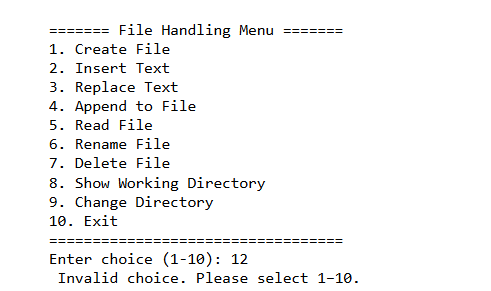 ======= File Handling Menu =======
1. Create File
2. Insert Text
3. Replace Text
4. Append to File
5. Read File
6. Rename File
7. Delete File
8. Show Working Directory
9. Change Directory
10. Exit
==================================
Enter choice (1-10): 12
 Invalid choice. Please select 1–10.